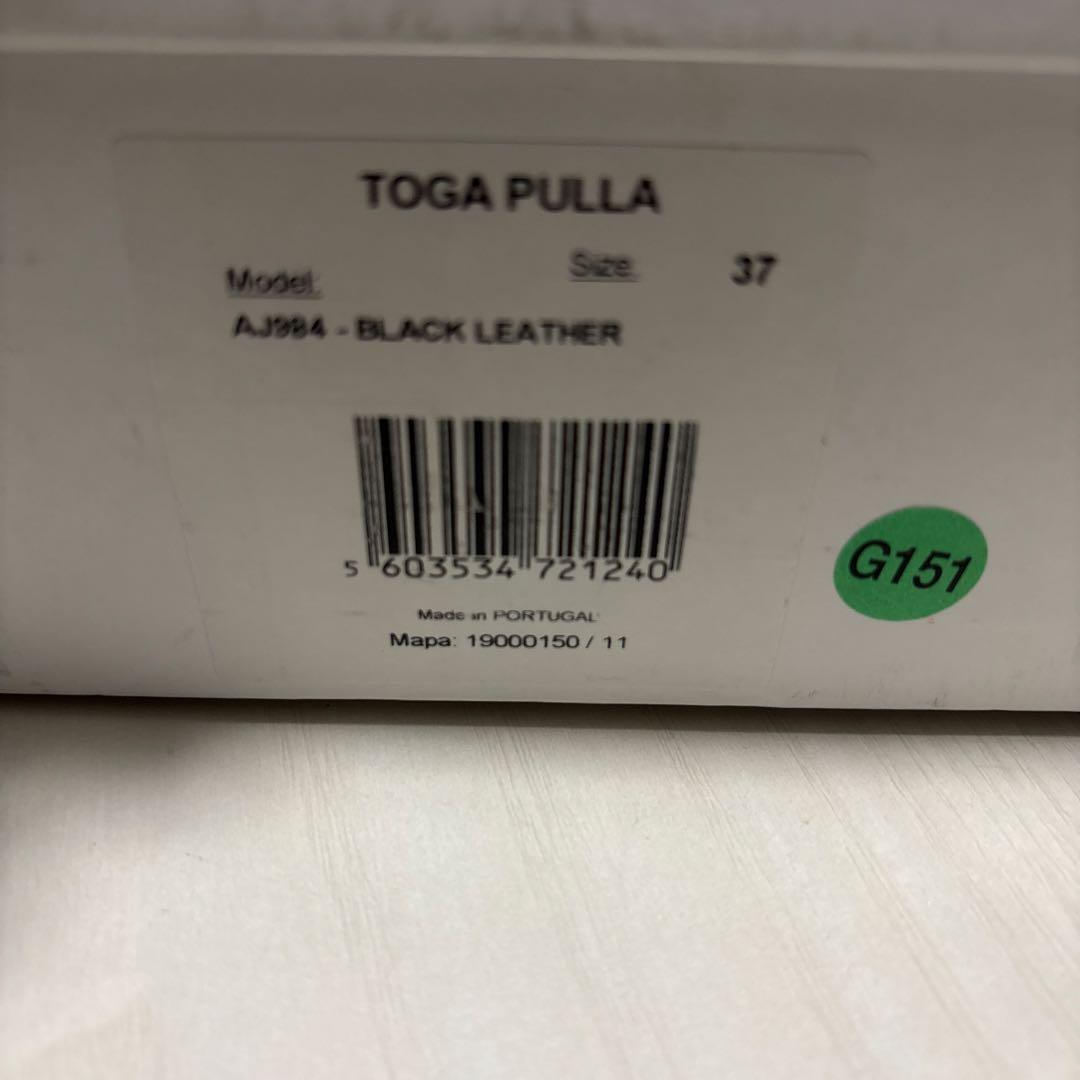 TOGA PULLA
Size: 37
Model:
AJ984 - BLACK LEATHER
5 603534 721240
G151
Made in PORTUGAL
Mapa: 19000150 / 11